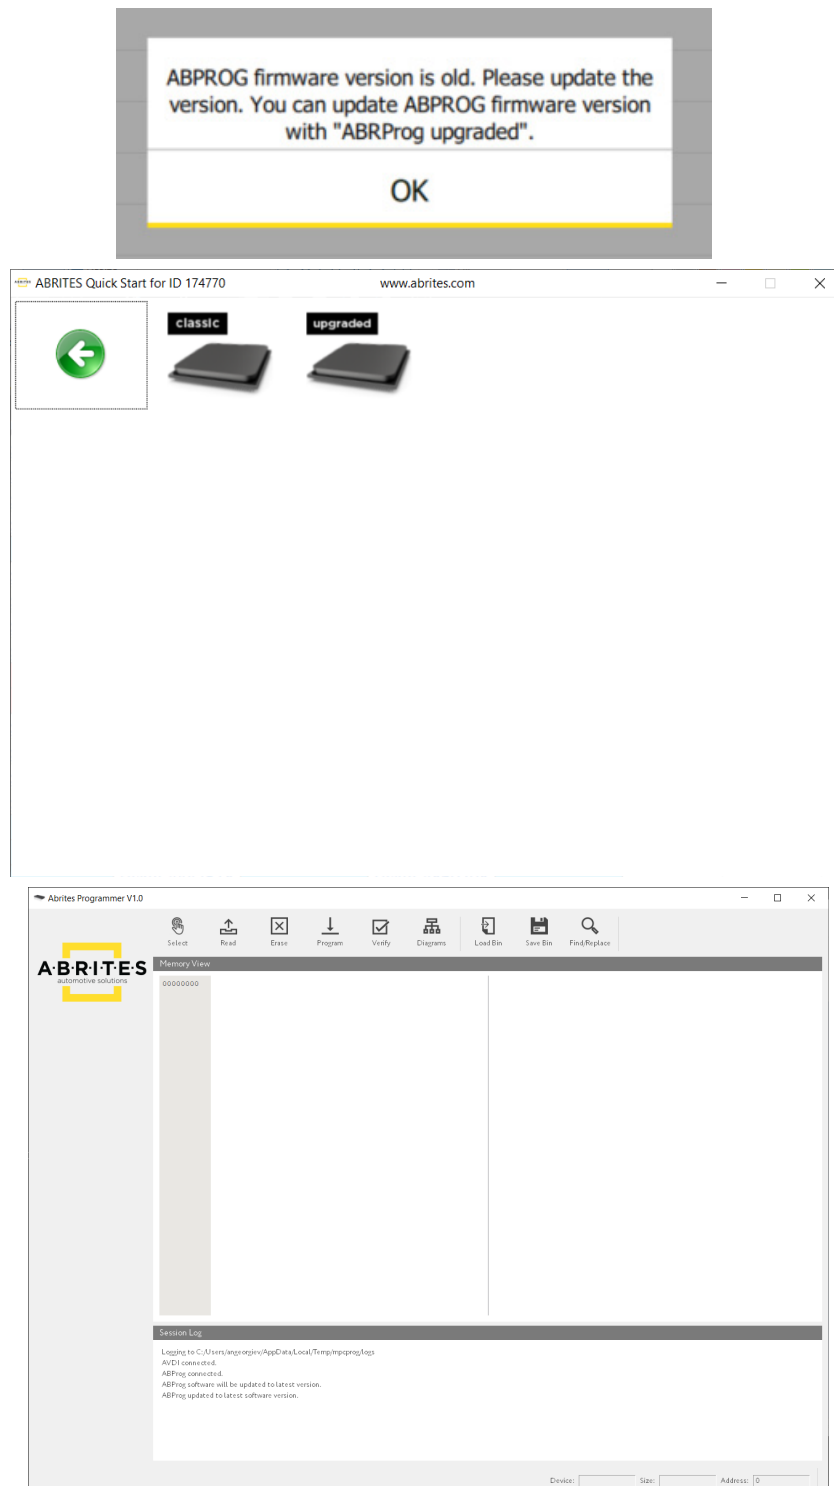 ABPROG firmware version is old. Please update the
version. You can update ABPROG firmware version
with "ABRProg upgraded".
OK
ABRITES Quick Start for ID 174770 www.abrites.com
classic upgraded
Abrites Programmer V1.0
Select Read Erase Program Verify Diagrams Load Bin Save Bin Find/Replace
A·B·R·I·T·E·S
automotive solutions
Memory View
00000000
Session Log
Logging to C:/Users/angeorgiev/AppData/Local/Temp/mpcprog/logs
AVDI connected.
ABProg connected.
ABProg software will be updated to latest version.
ABProg updated to latest software version.
Device: Size: Address: 0